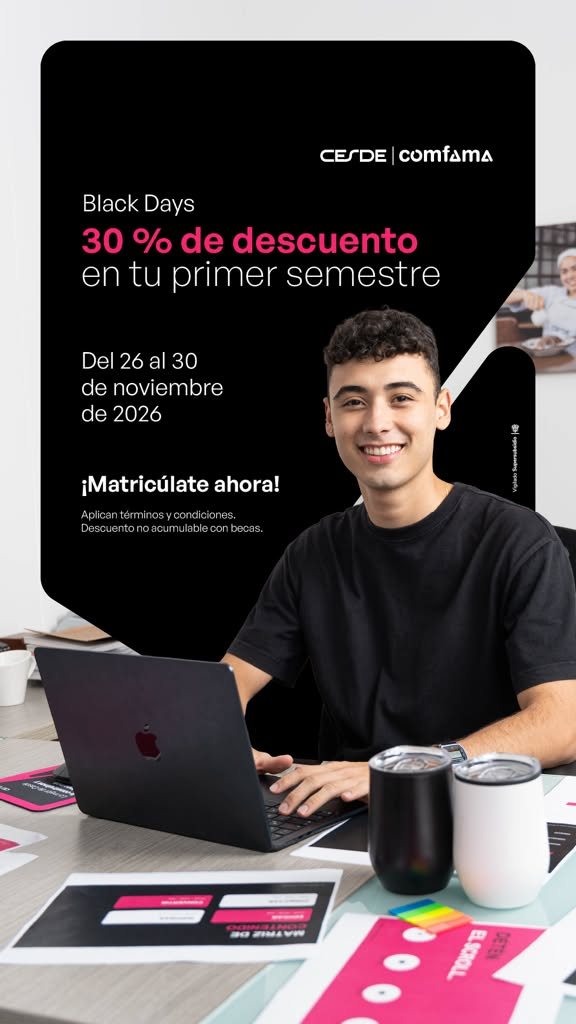 CESDE | comfama
Black Days
30 % de descuento
en tu primer semestre
Del 26 al 30
de noviembre
de 2026
¡Matricúlate ahora!
Aplican términos y condiciones.
Descuento no acumulable con becas.
Vigilado Supersubsidio
MATRIZ DE
CONTENIDO
DETÉN
EL SCROLL.